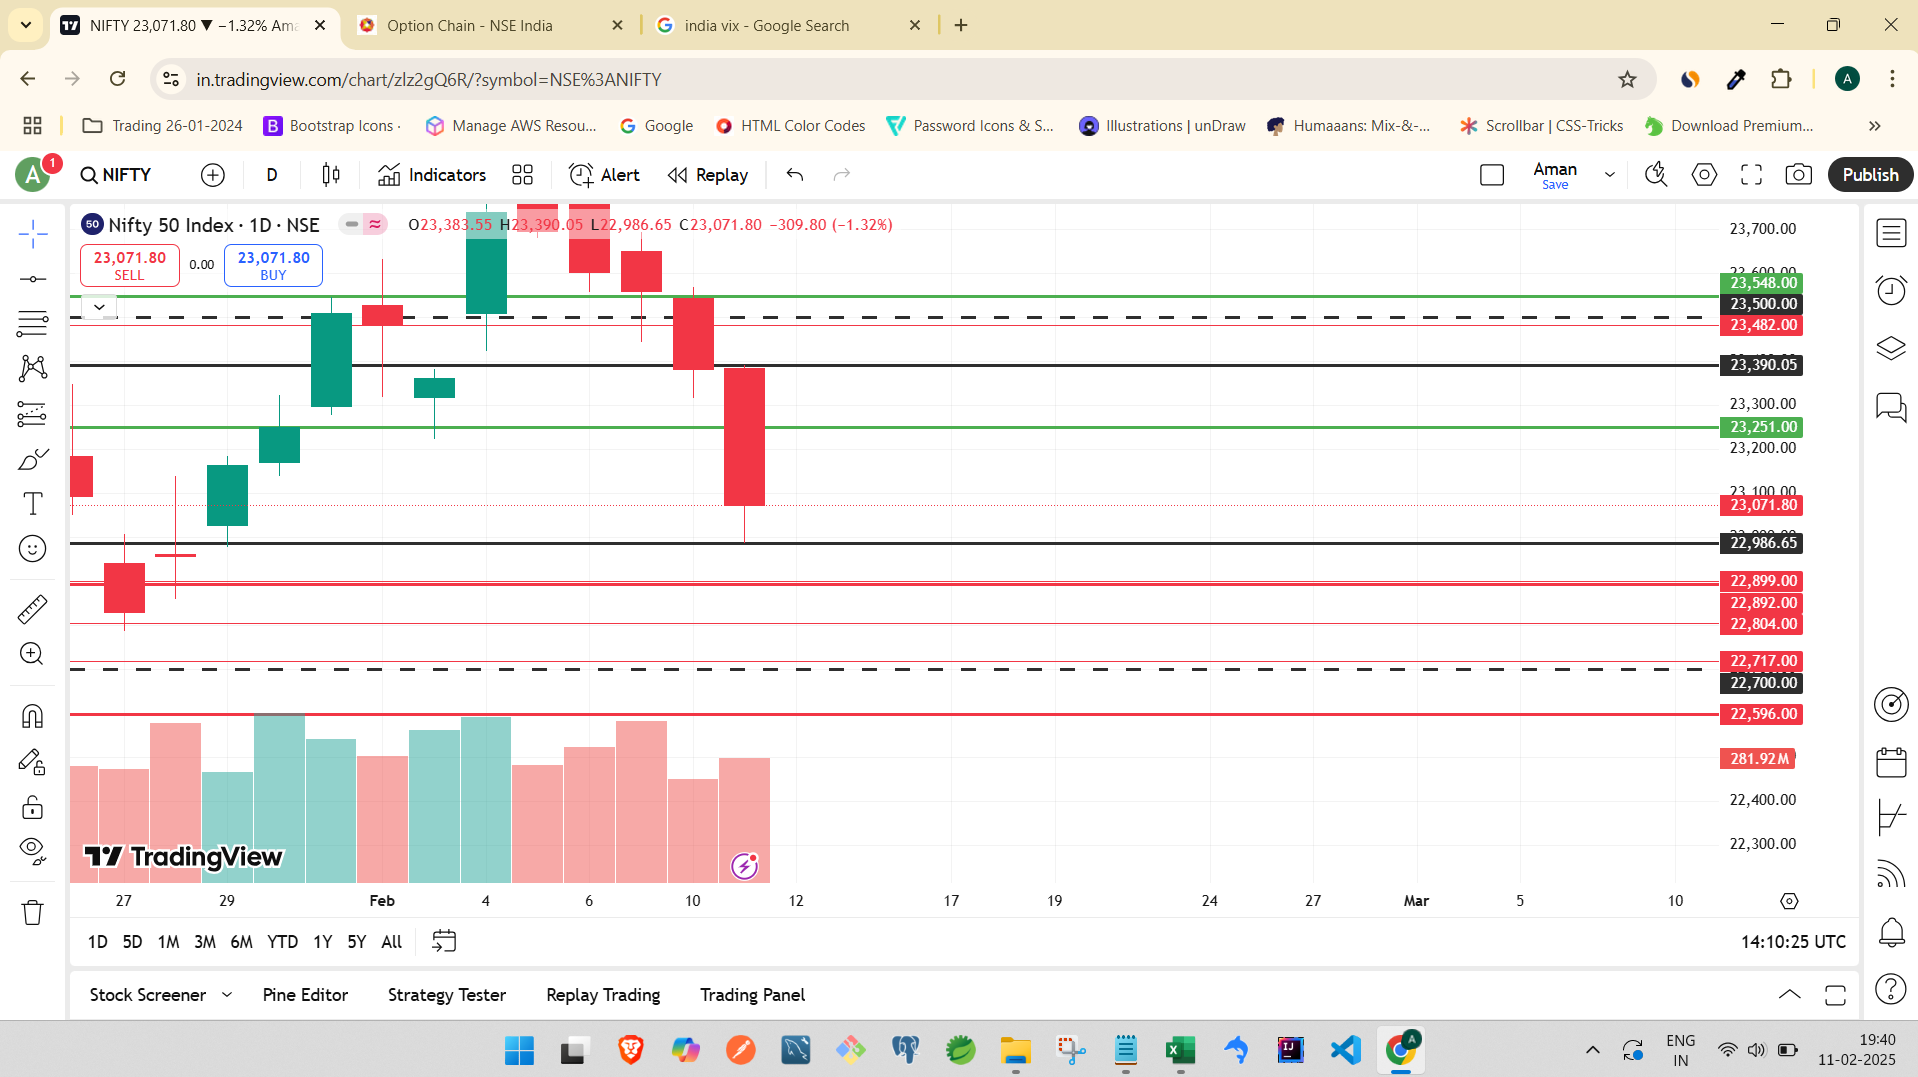 NIFTY 23,071.80 ▼ −1.32% Ama
Option Chain - NSE India
india vix - Google Search
in.tradingview.com/chart/zlz2gQ6R/?symbol=NSE%3ANIFTY
A
Trading 26-01-2024
Bootstrap Icons ·
Manage AWS Resou...
Google
HTML Color Codes
Password Icons & S...
Illustrations | unDraw
Humaaans: Mix-&-...
Scrollbar | CSS-Tricks
Download Premium...
A
1
NIFTY
D
Indicators
Alert
Replay
Aman
Save
Publish
50
Nifty 50 Index · 1D · NSE
O23,383.55 H23,390.05 L22,986.65 C23,071.80 −309.80 (−1.32%)
23,071.80
SELL
0.00
23,071.80
BUY
23,700.00
23,600.00
23,548.00
23,500.00
23,482.00
23,390.05
23,300.00
23,251.00
23,200.00
23,100.00
23,071.80
22,986.65
22,899.00
22,892.00
22,804.00
22,717.00
22,700.00
22,596.00
281.92M
22,400.00
22,300.00
TradingView
27
29
Feb
4
6
10
12
17
19
24
27
Mar
5
10
1D
5D
1M
3M
6M
YTD
1Y
5Y
All
14:10:25 UTC
Stock Screener
Pine Editor
Strategy Tester
Replay Trading
Trading Panel
ENG
IN
19:40
11-02-2025